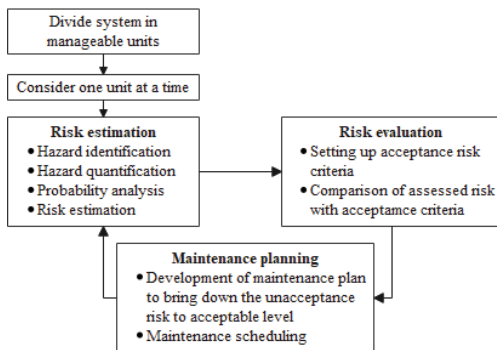 Divide system in
manageable units
Consider one unit at a time
Risk estimation
• Hazard identification
• Hazard quantification
• Probability analysis
• Risk estimation
Risk evaluation
• Setting up acceptance risk
criteria
• Comparison of assessed risk
with acceptamce criteria
Maintenance planning
• Development of maintenance plan
to bring down the unacceptance
risk to acceptable level
• Maintenance scheduling